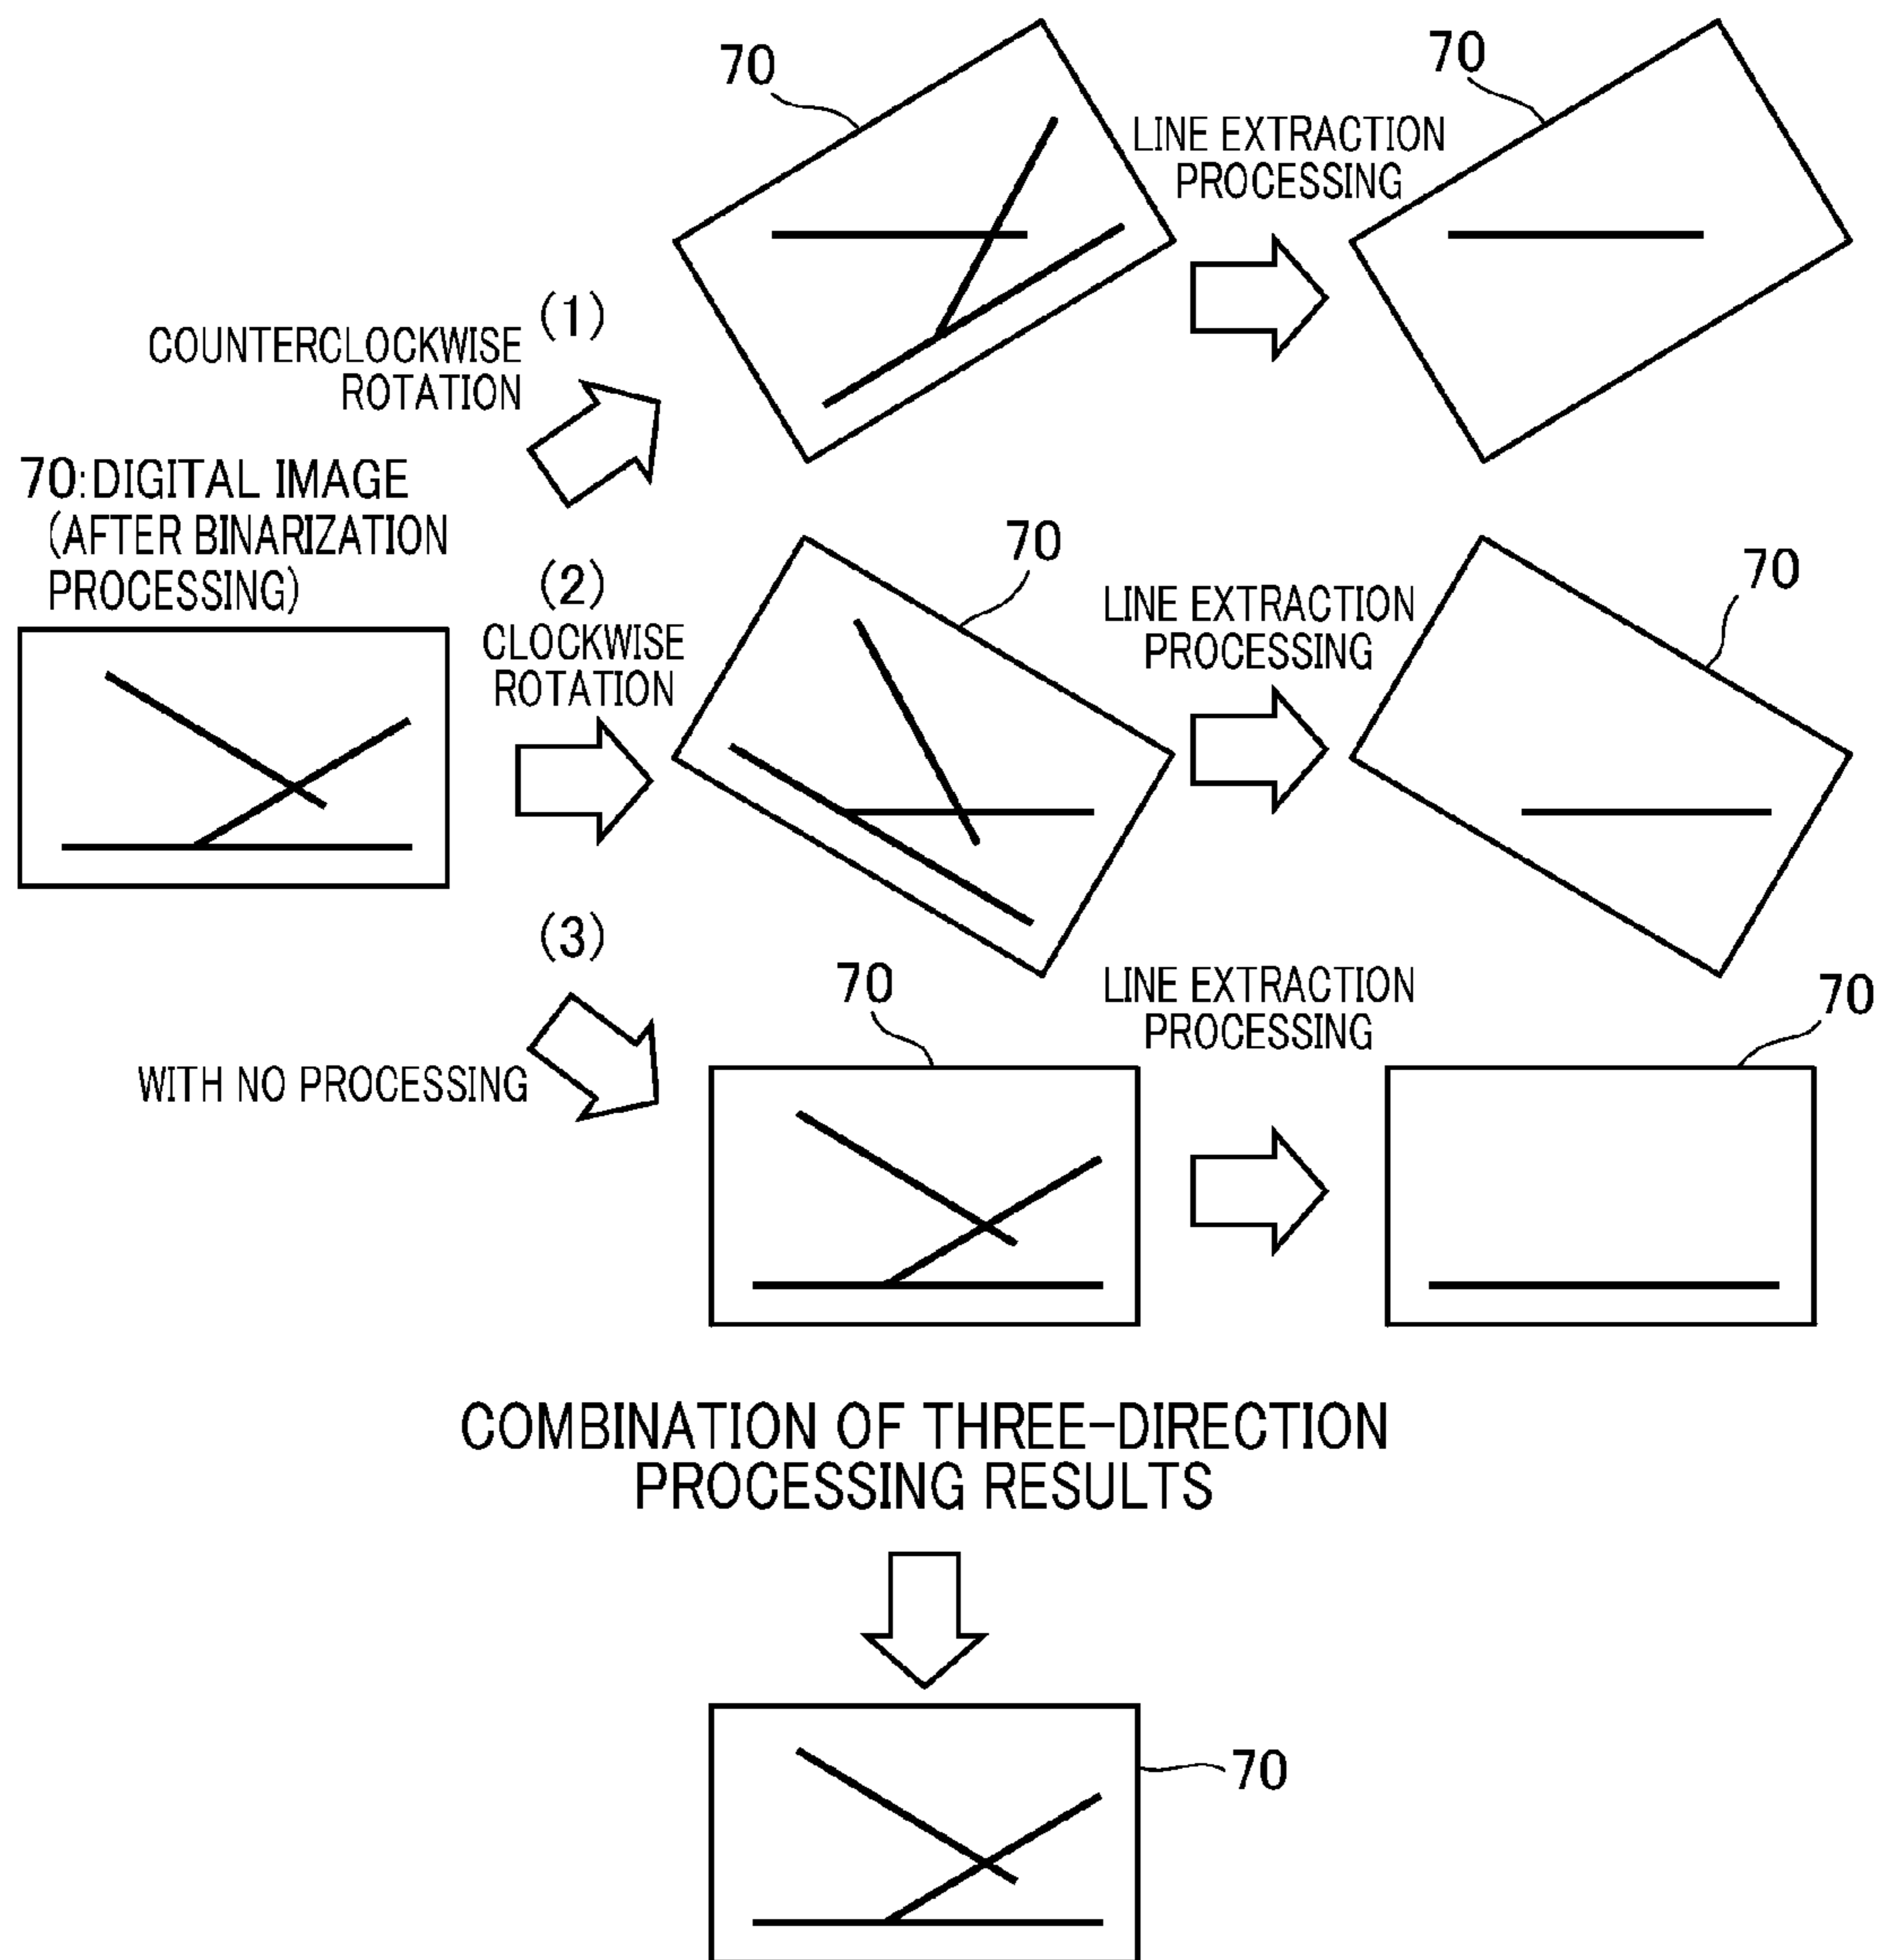 70
70
LINE EXTRACTION
PROCESSING
(1)
COUNTERCLOCKWISE
ROTATION
70:DIGITAL IMAGE
(AFTER BINARIZATION
PROCESSING)
(2)
CLOCKWISE
ROTATION
70
LINE EXTRACTION
PROCESSING
70
(3)
WITH NO PROCESSING
70
LINE EXTRACTION
PROCESSING
70
COMBINATION OF THREE-DIRECTION
PROCESSING RESULTS
70